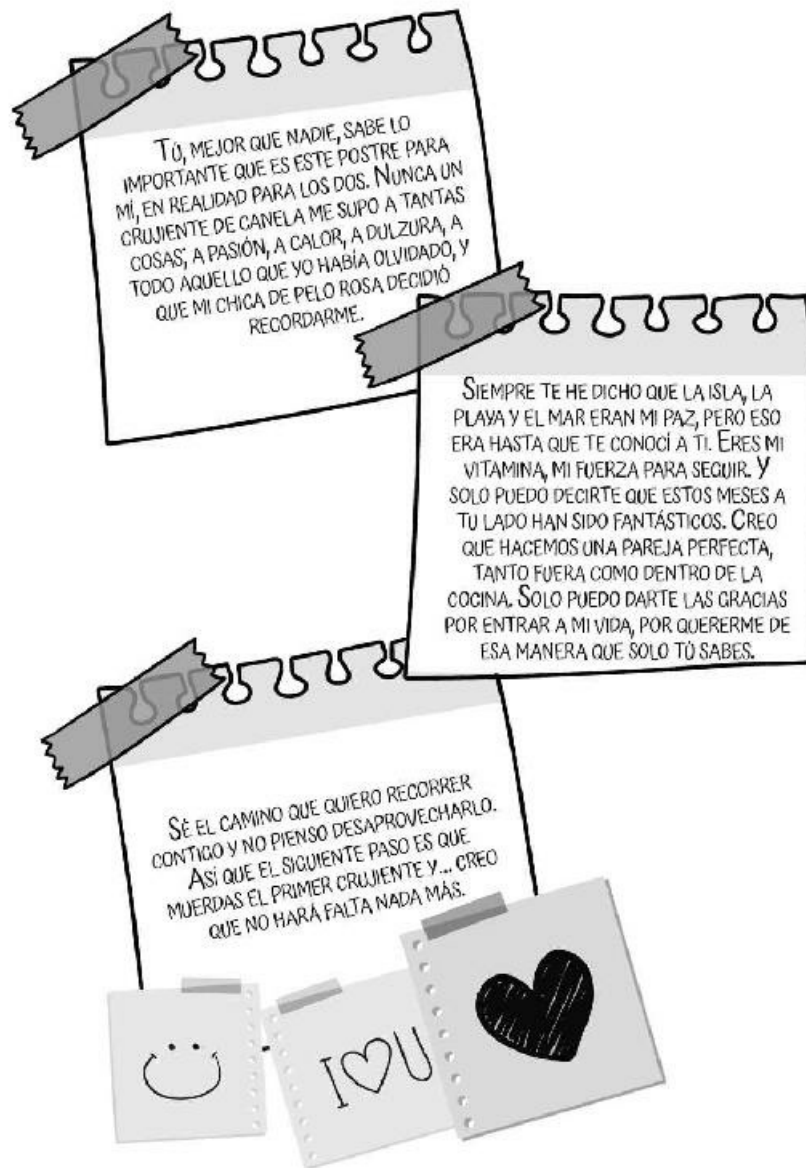 Tú, mejor que nadie, sabe lo
importante que es este postre para
mí, en realidad para los dos. Nunca un
crujiente de canela me supo a tantas
cosas; a pasión, a calor, a dulzura, a
todo aquello que yo había olvidado, y
que mi chica de pelo rosa decidió
recordarme.
Siempre te he dicho que la isla, la
playa y el mar eran mi paz, pero eso
era hasta que te conocí a ti. Eres mi
vitamina, mi fuerza para seguir. Y
solo puedo decirte que estos meses a
tu lado han sido fantásticos. Creo
que hacemos una pareja perfecta,
tanto fuera como dentro de la
cocina. Solo puedo darte las gracias
por entrar a mi vida, por quererme de
esa manera que solo tú sabes.
Sé el camino que quiero recorrer
contigo y no pienso desaprovecharlo.
Así que el siguiente paso es que
muerdas el primer crujiente y... creo
que no hará falta nada más.
I♡U